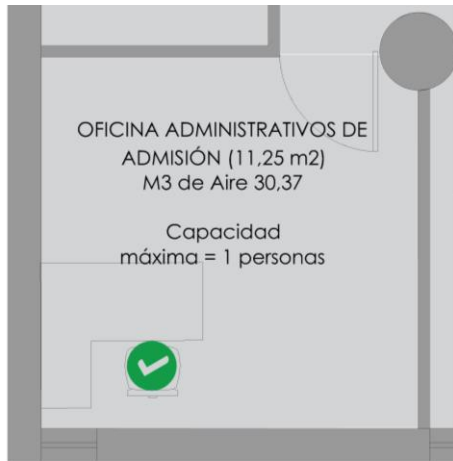 OFICINA ADMINISTRATIVOS DE
ADMISIÓN (11,25 m2)
M3 de Aire 30,37
Capacidad
máxima = 1 personas